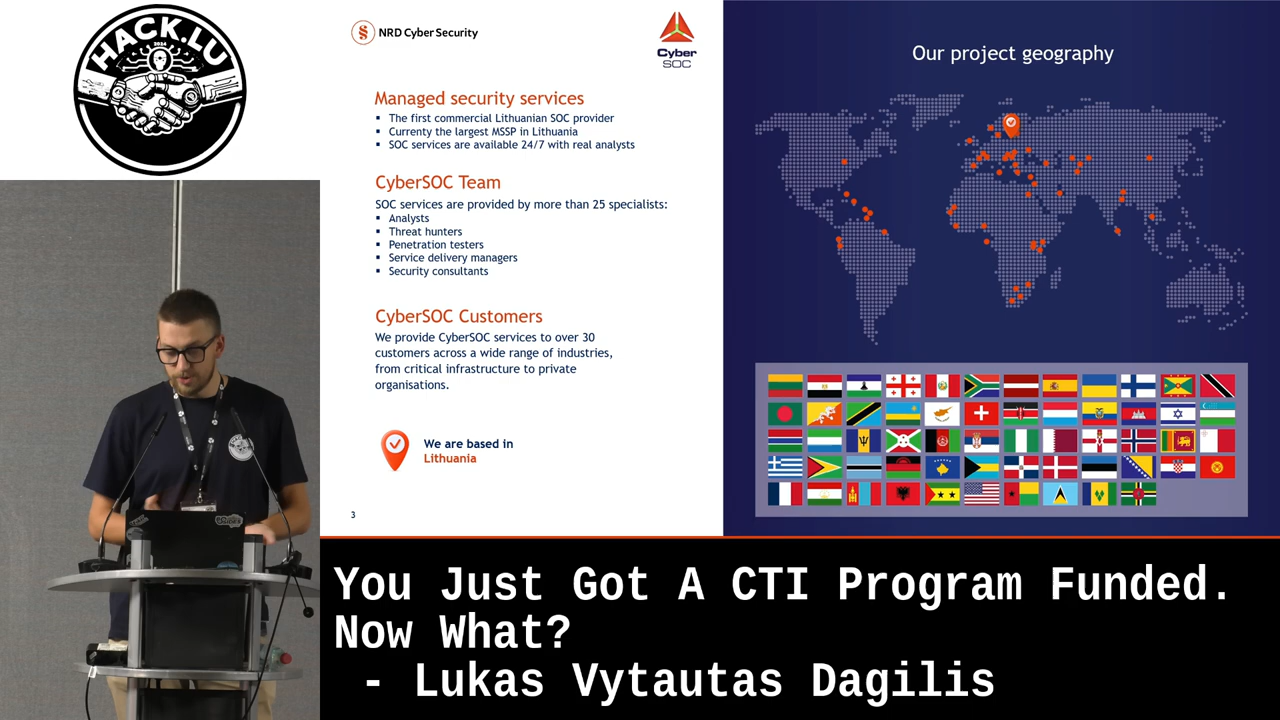 HACK.LU
2024
NRD Cyber Security
Cyber
SOC
Managed security services
▪ The first commercial Lithuanian SOC provider
▪ Currenty the largest MSSP in Lithuania
▪ SOC services are available 24/7 with real analysts
CyberSOC Team
SOC services are provided by more than 25 specialists:
▪ Analysts
▪ Threat hunters
▪ Penetration testers
▪ Service delivery managers
▪ Security consultants
CyberSOC Customers
We provide CyberSOC services to over 30
customers across a wide range of industries,
from critical infrastructure to private
organisations.
We are based in
Lithuania
3
Our project geography
You Just Got A CTI Program Funded.
Now What?
- Lukas Vytautas Dagilis